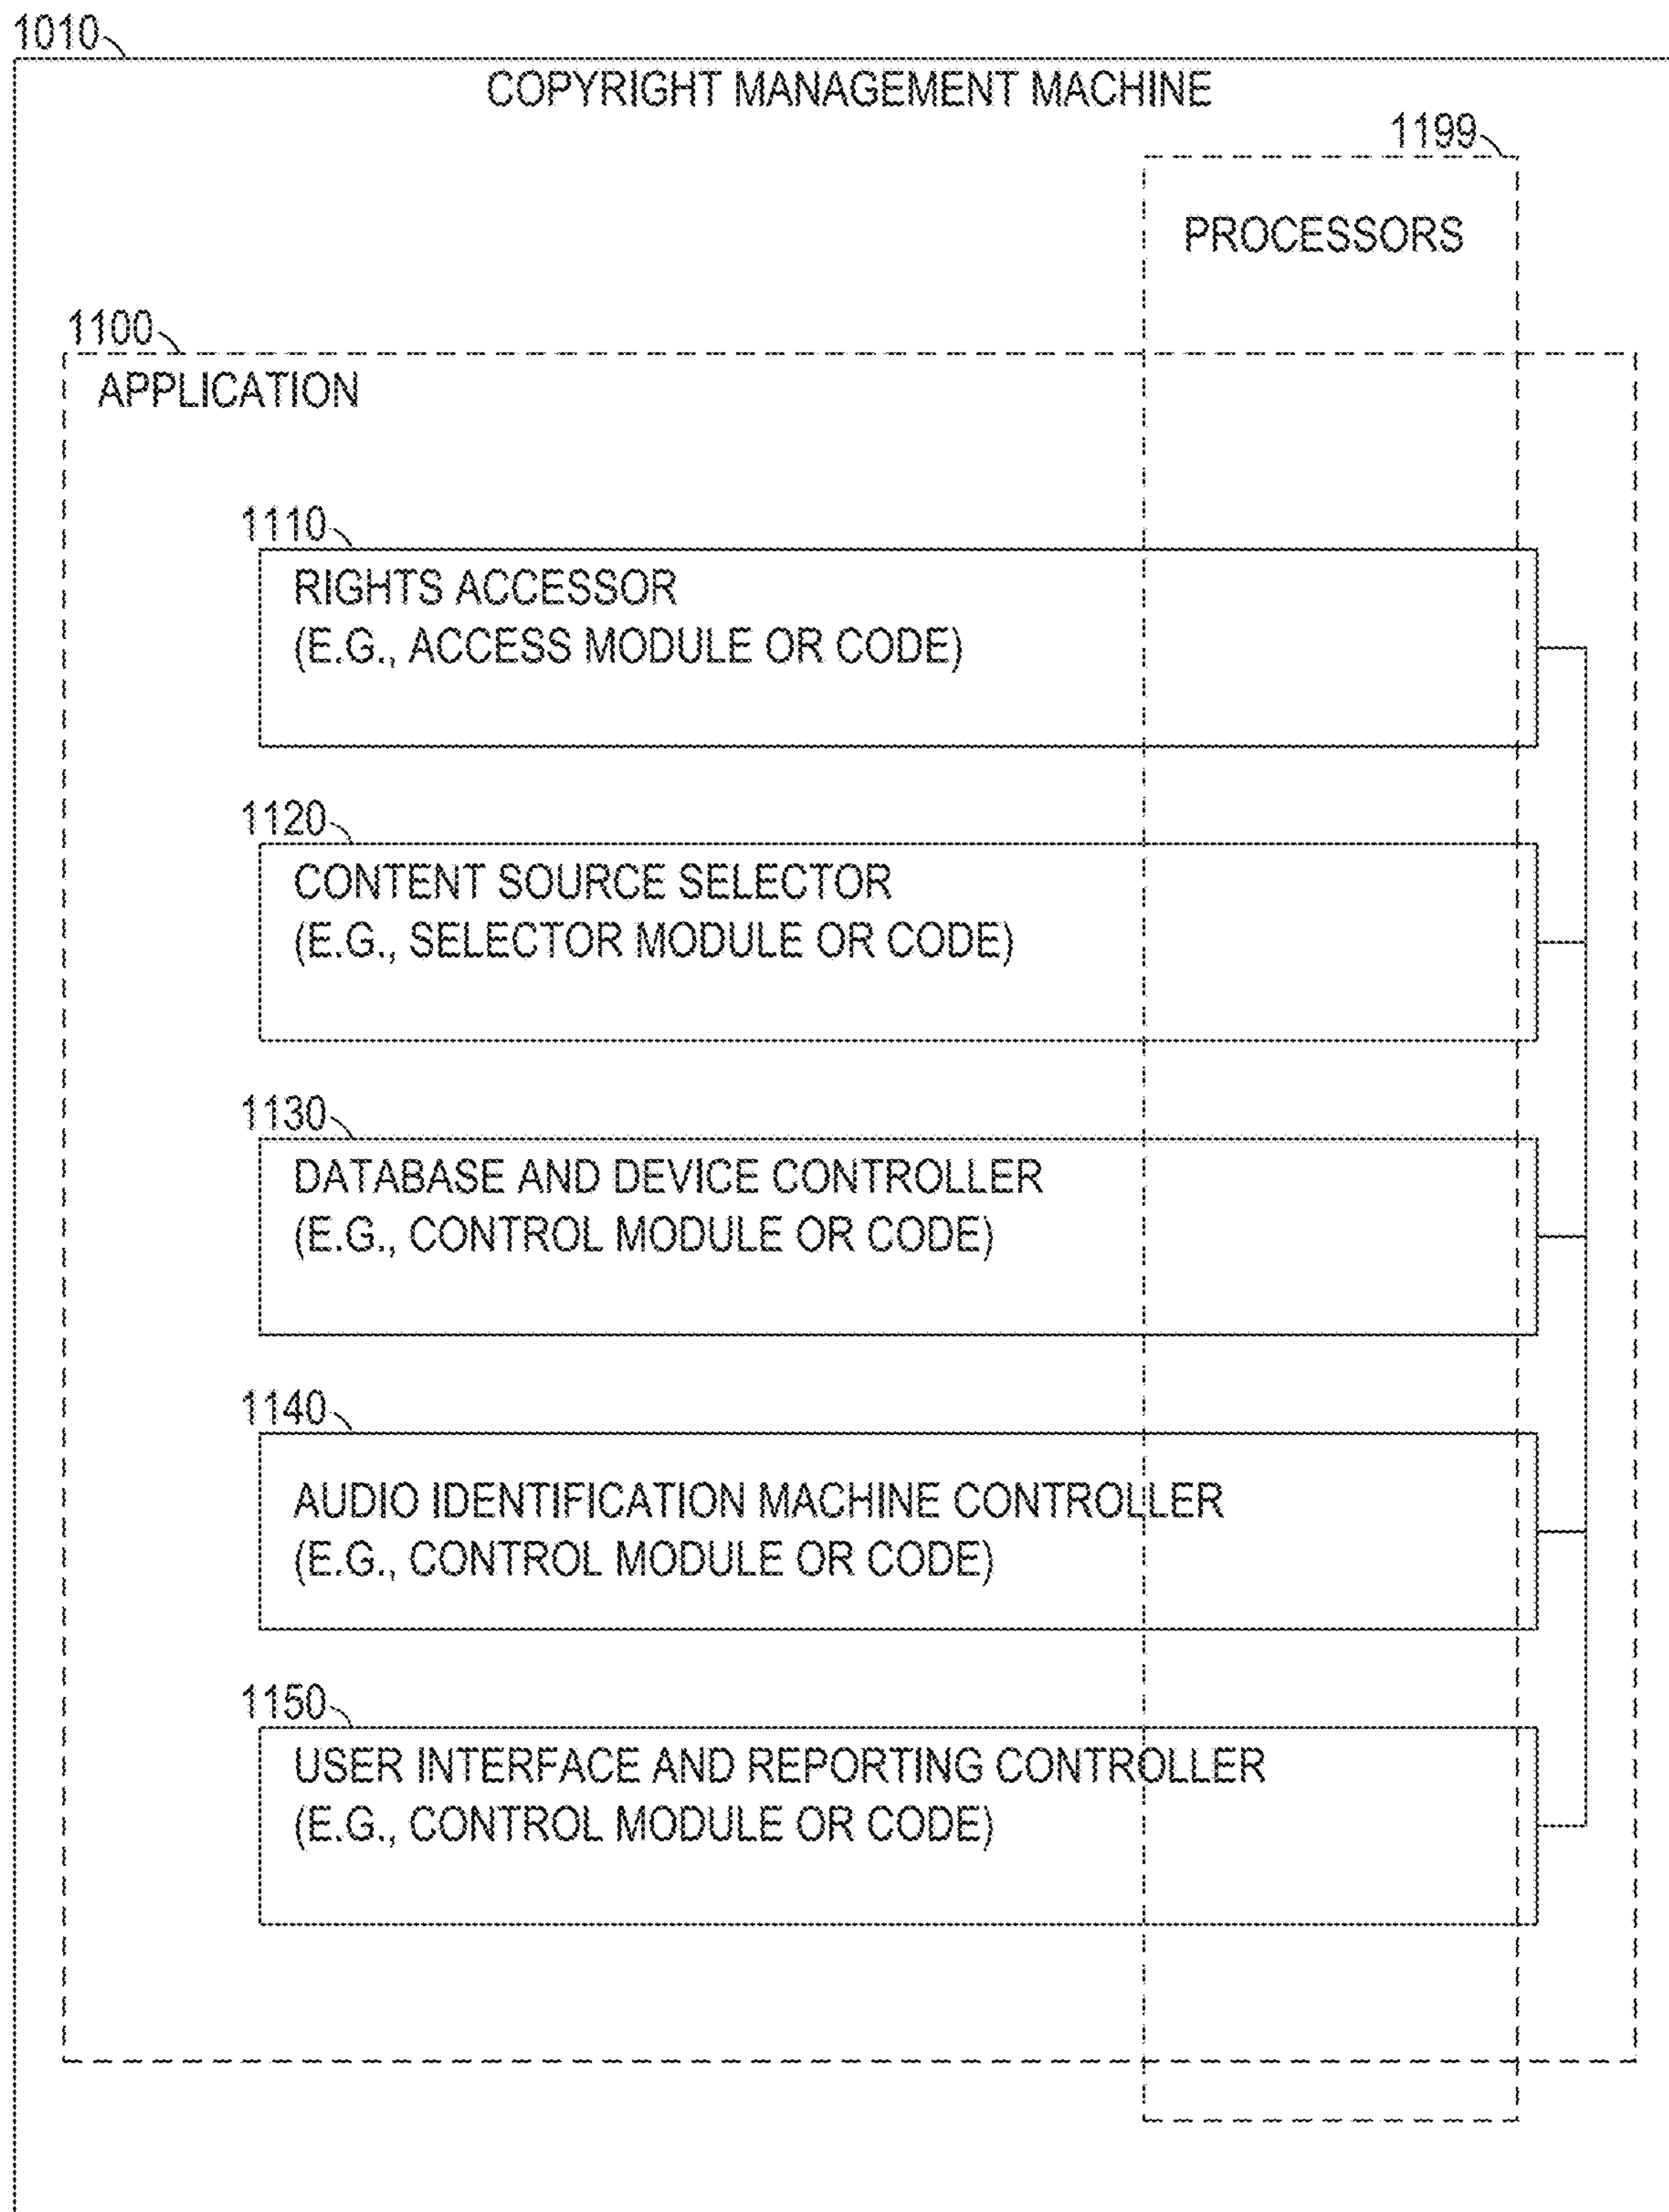 1010
COPYRIGHT MANAGEMENT MACHINE
1199
PROCESSORS
1100
APPLICATION
1110
RIGHTS ACCESSOR
(E.G., ACCESS MODULE OR CODE)
1120
CONTENT SOURCE SELECTOR
(E.G., SELECTOR MODULE OR CODE)
1130
DATABASE AND DEVICE CONTROLLER
(E.G., CONTROL MODULE OR CODE)
1140
AUDIO IDENTIFICATION MACHINE CONTROLLER
(E.G., CONTROL MODULE OR CODE)
1150
USER INTERFACE AND REPORTING CONTROLLER
(E.G., CONTROL MODULE OR CODE)